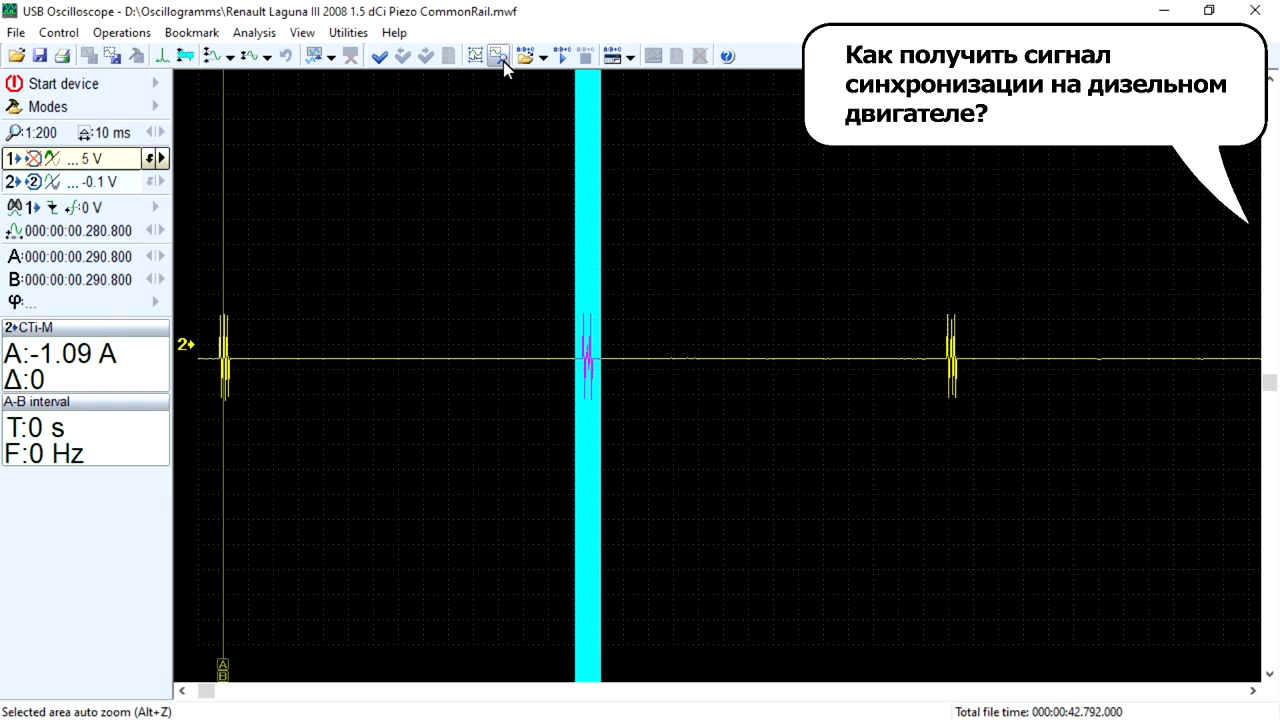 USB Oscilloscope - D:\Oscillogramms\Renault Laguna III 2008 1.5 dCi Piezo CommonRail.mwf
File Control Operations Bookmark Analysis View Utilities Help
Как получить сигнал
синхронизации на дизельном
двигателе?
Start device
Modes
:1:200 :10 ms
1 ... 5 V
2 ... -0.1 V
1 f:0 V
000:00:00.280.800
A:000:00:00.290.800
B:000:00:00.290.800
φ:...
2 CTi-M
A:-1.09 A
Δ:0
A-B interval
T:0 s
F:0 Hz
2
A
B
Selected area auto zoom (Alt+Z) Total file time: 000:00:42.792.000